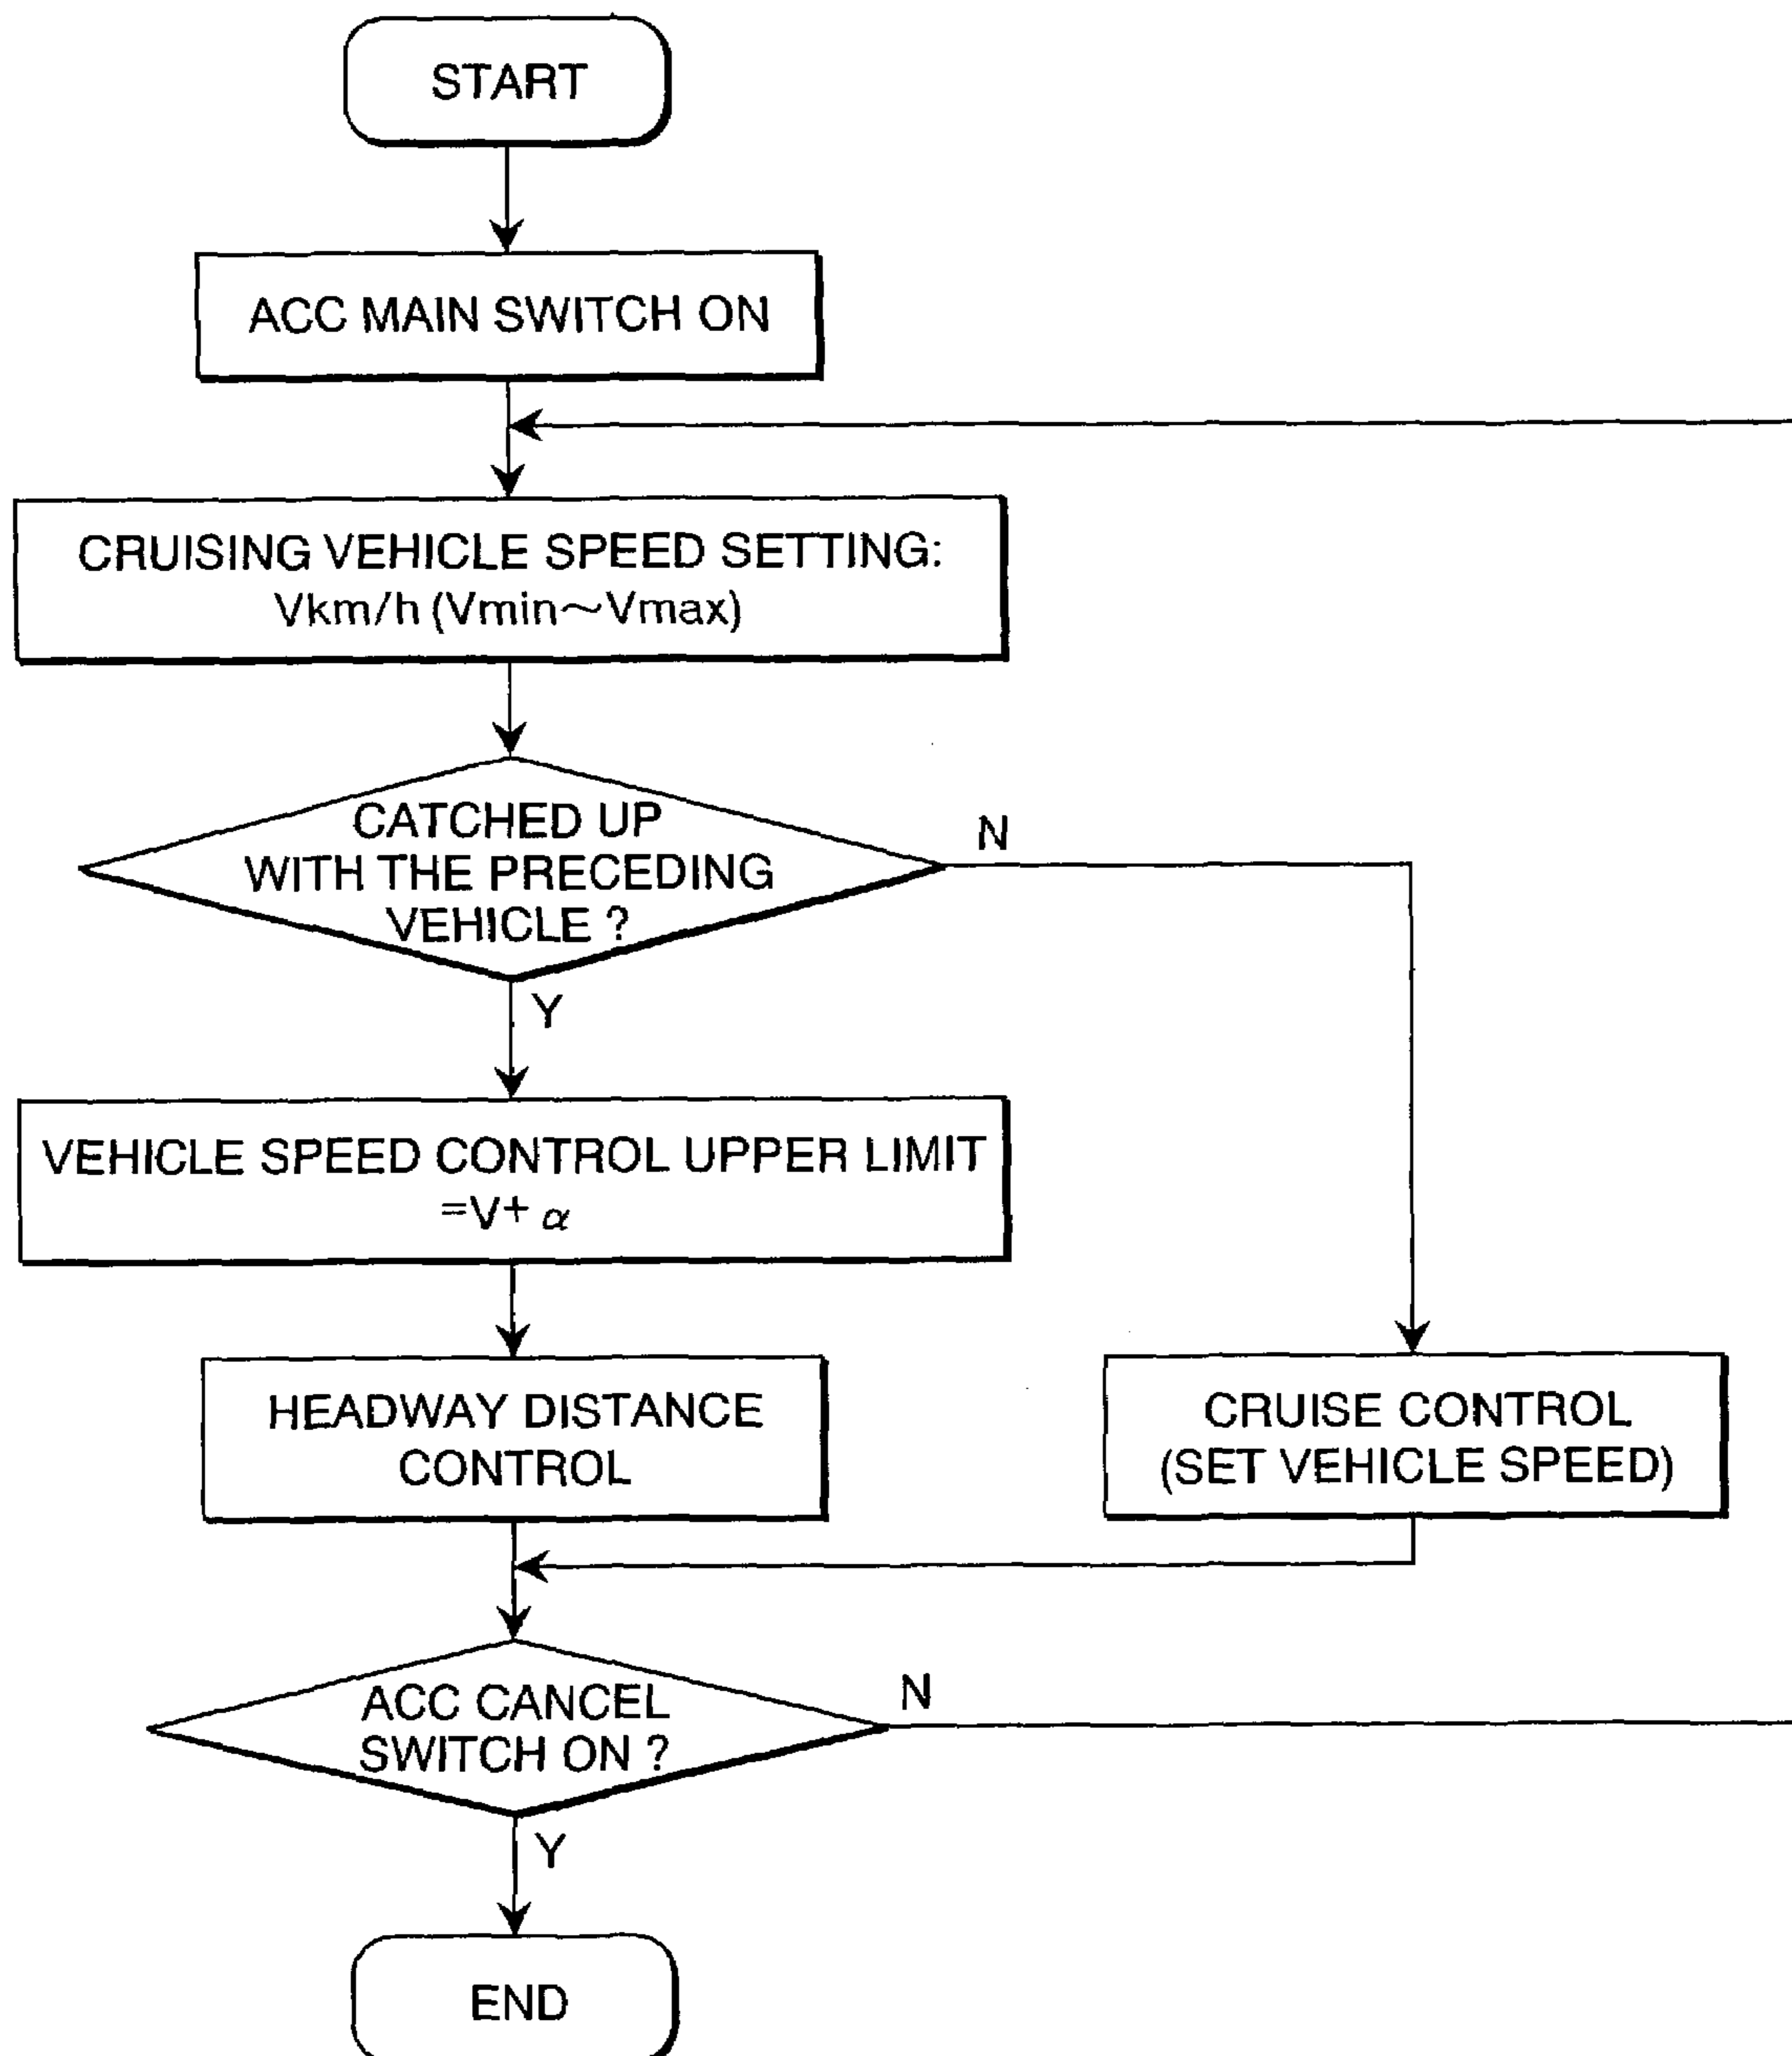 START
ACC MAIN SWITCH ON
CRUISING VEHICLE SPEED SETTING:
Vkm/h (Vmin～Vmax)
CATCHED UP
WITH THE PRECEDING
VEHICLE ?
N
Y
VEHICLE SPEED CONTROL UPPER LIMIT
=V+ α
HEADWAY DISTANCE
CONTROL
CRUISE CONTROL
(SET VEHICLE SPEED)
ACC CANCEL
SWITCH ON ?
N
Y
END